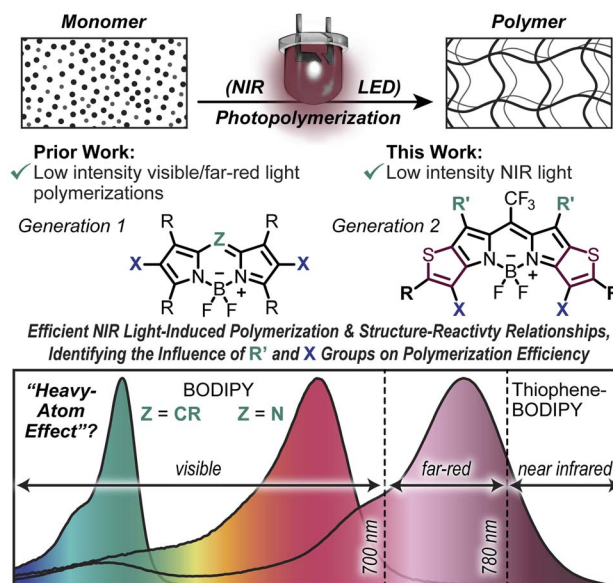 Monomer
Polymer
(NIR LED)
Photopolymerization
Prior Work:
✓ Low intensity visible/far-red light
polymerizations
This Work:
✓ Low intensity NIR light
Generation 1
R Z R
X X
N N
B
− +
R F F R
Generation 2
R' CF3 R'
S S
N N
B
− +
R F F R
X X
Efficient NIR Light-Induced Polymerization & Structure-Reactivty Relationships,
Identifying the Influence of R' and X Groups on Polymerization Efficiency
"Heavy-
Atom
Effect"?
BODIPY
Z = CR Z = N
Thiophene-
BODIPY
visible
far-red
near infrared
700 nm
780 nm